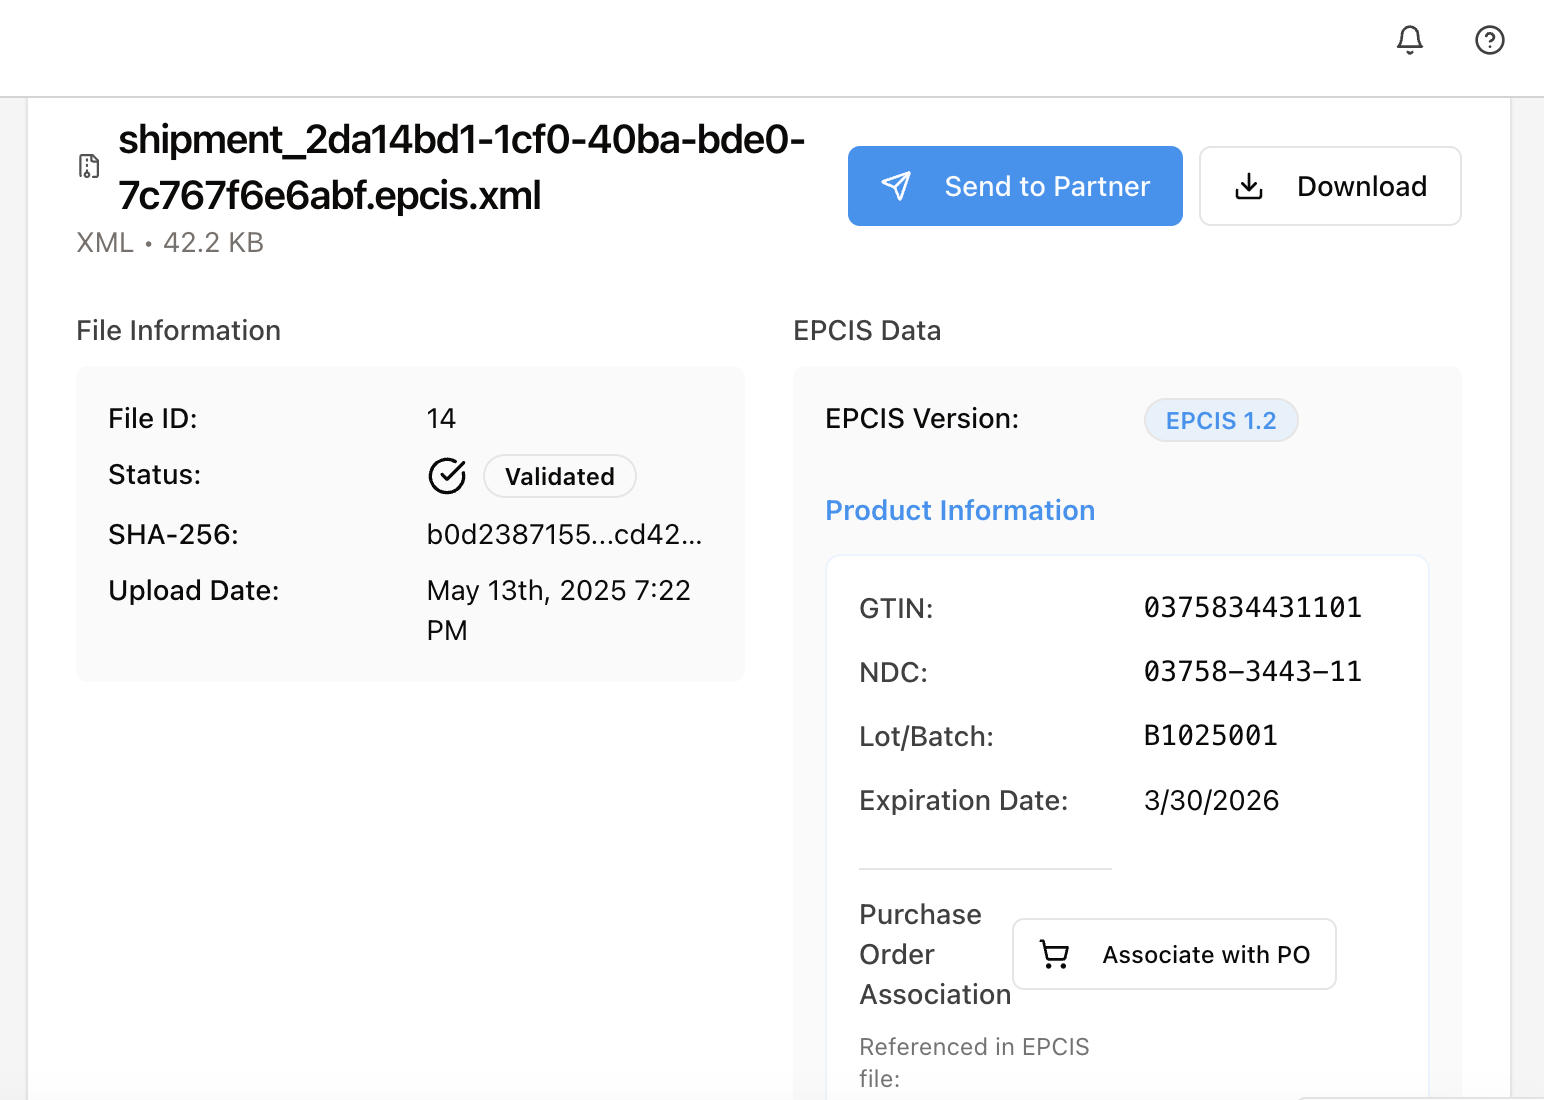 shipment_2da14bd1-1cf0-40ba-bde0-
7c767f6e6abf.epcis.xml
XML • 42.2 KB
Send to Partner
Download
File Information
File ID: 14
Status: Validated
SHA-256: b0d2387155...cd42...
Upload Date: May 13th, 2025 7:22
PM
EPCIS Data
EPCIS Version: EPCIS 1.2
Product Information
GTIN: 0375834431101
NDC: 03758–3443–11
Lot/Batch: B1025001
Expiration Date: 3/30/2026
Purchase
Order
Association
Associate with PO
Referenced in EPCIS
file: